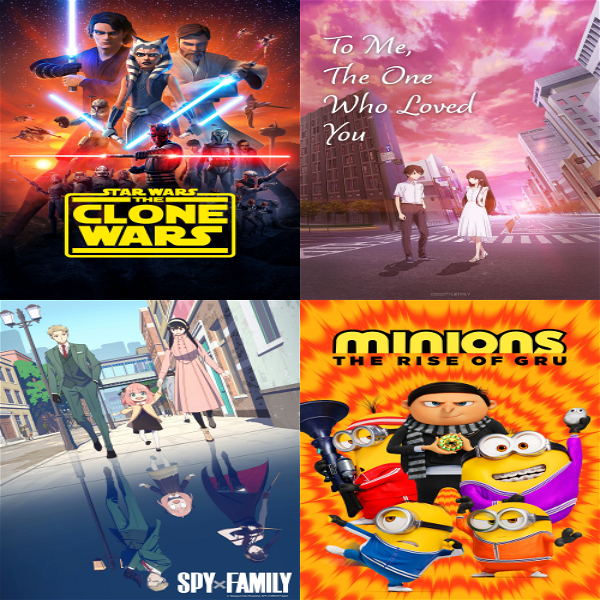 STAR WARS
THE
CLONE
WARS
To Me,
The One
Who Loved
You
SPY×FAMILY
minions
THE RISE OF GRU